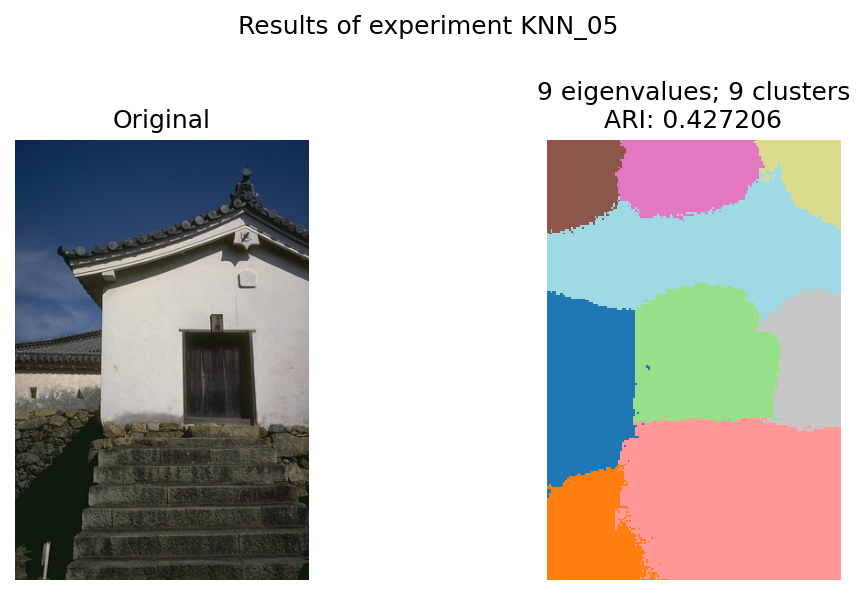 Results of experiment KNN_05
Original
9 eigenvalues; 9 clusters
ARI: 0.427206